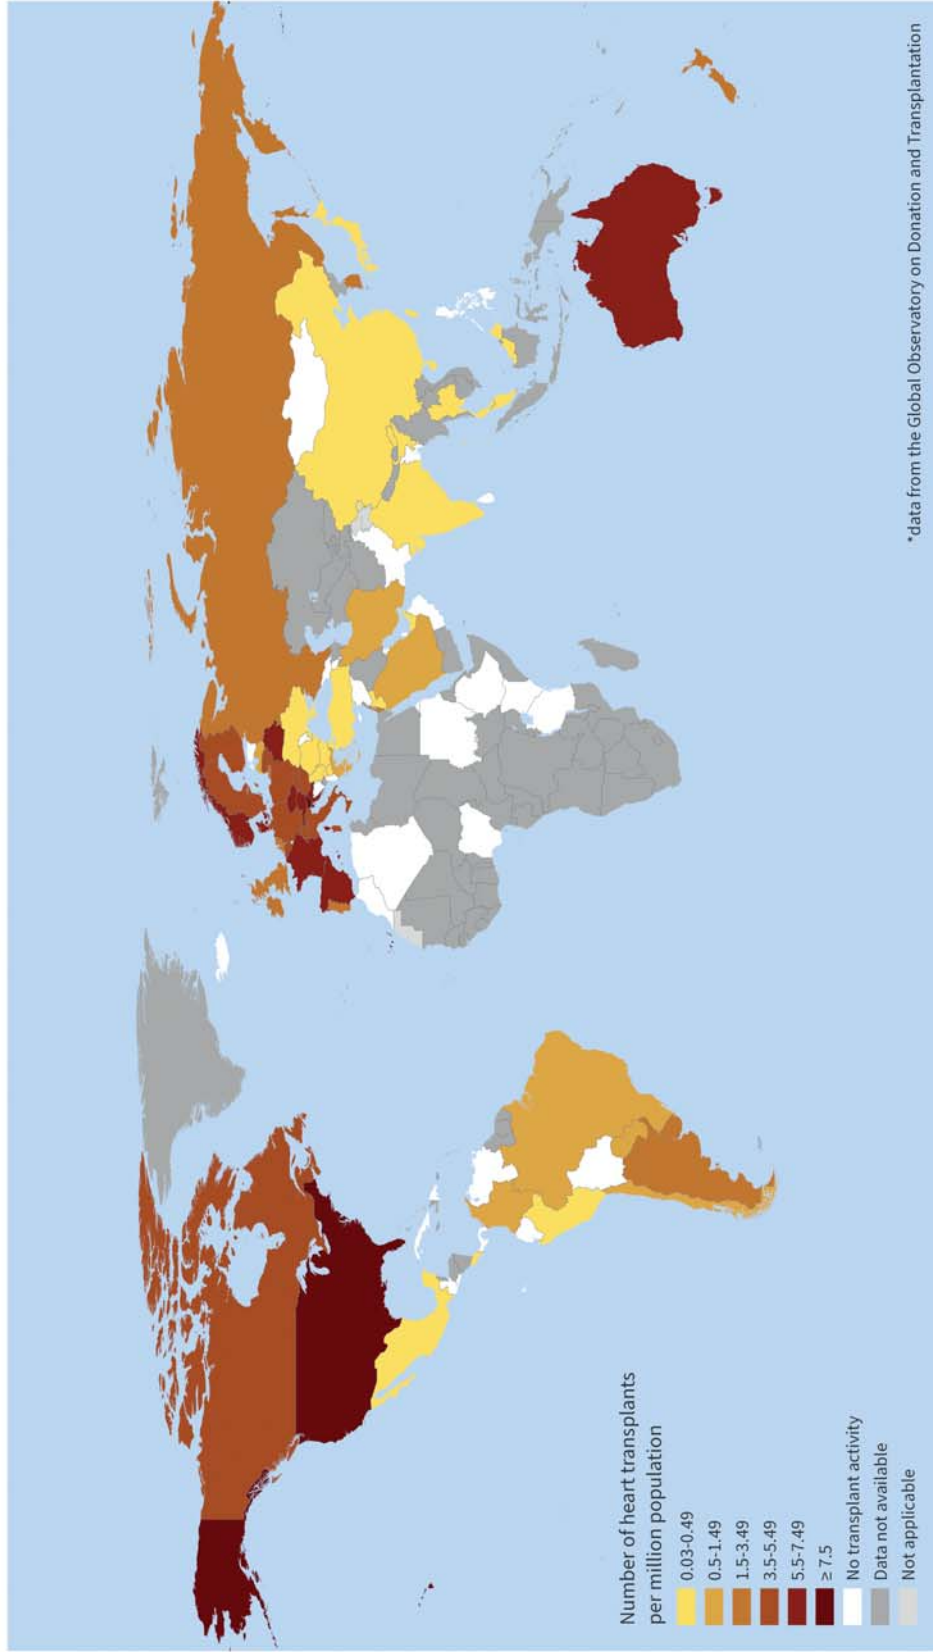 Number of heart transplants
per million population
0.03-0.49
0.5-1.49
1.5-3.49
3.5-5.49
5.5-7.49
≥ 7.5
No transplant activity
Data not available
Not applicable
*data from the Global Observatory on Donation and Transplantation